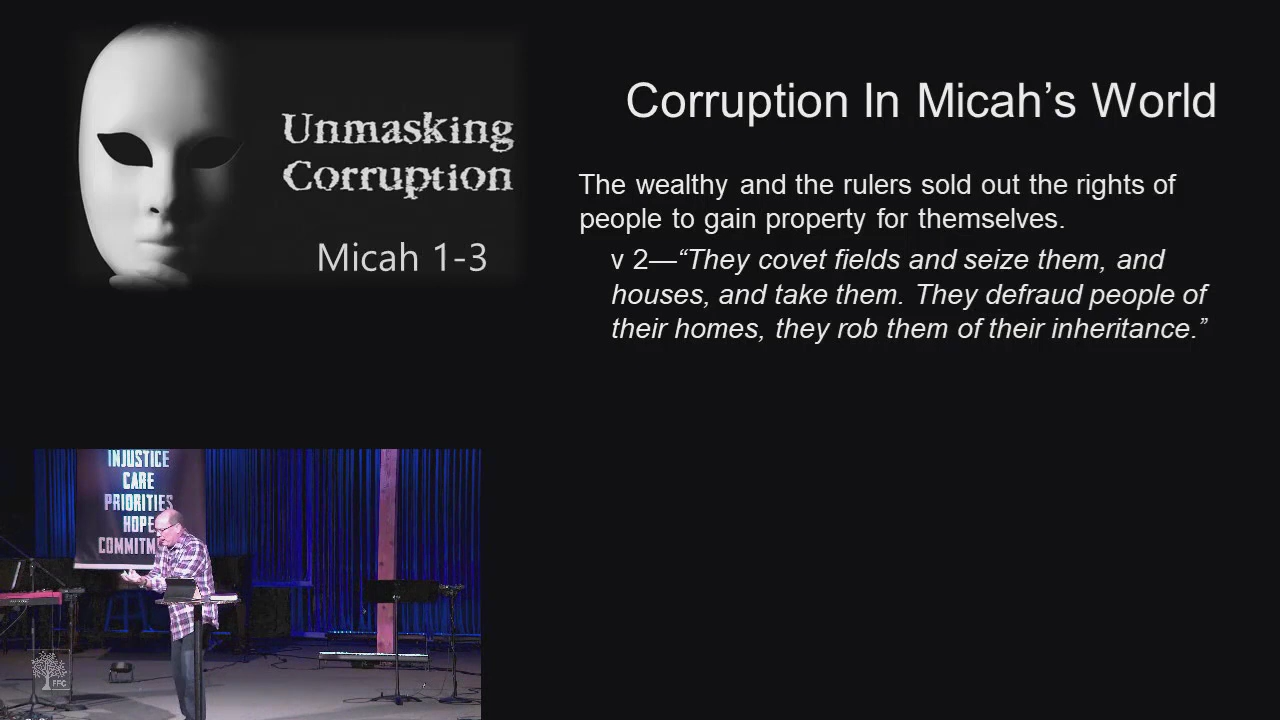 Unmasking
Corruption
Micah 1-3
Corruption In Micah’s World
The wealthy and the rulers sold out the rights of
people to gain property for themselves.
v 2—“They covet fields and seize them, and
houses, and take them. They defraud people of
their homes, they rob them of their inheritance.”
INJUSTICE
CARE
PRIORITIES
HOPE
COMMITM
FFC